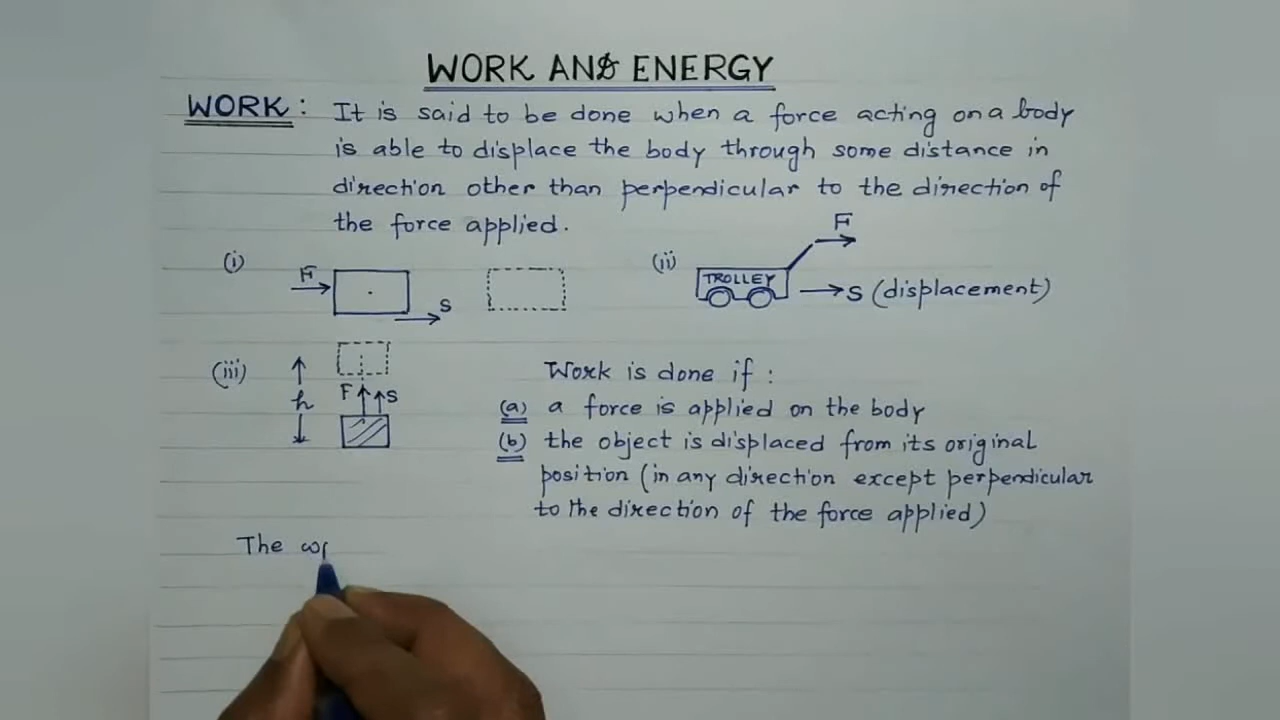 WORK AND ENERGY
WORK : It is said to be done when a force acting on a body
is able to displace the body through some distance in
direction other than perpendicular to the direction of
the force applied.
(i) F S
(ii) TROLLEY F S (displacement)
(iii) h F S
Work is done if :
(a) a force is applied on the body
(b) the object is displaced from its original
position (in any direction except perpendicular
to the direction of the force applied)
The wor